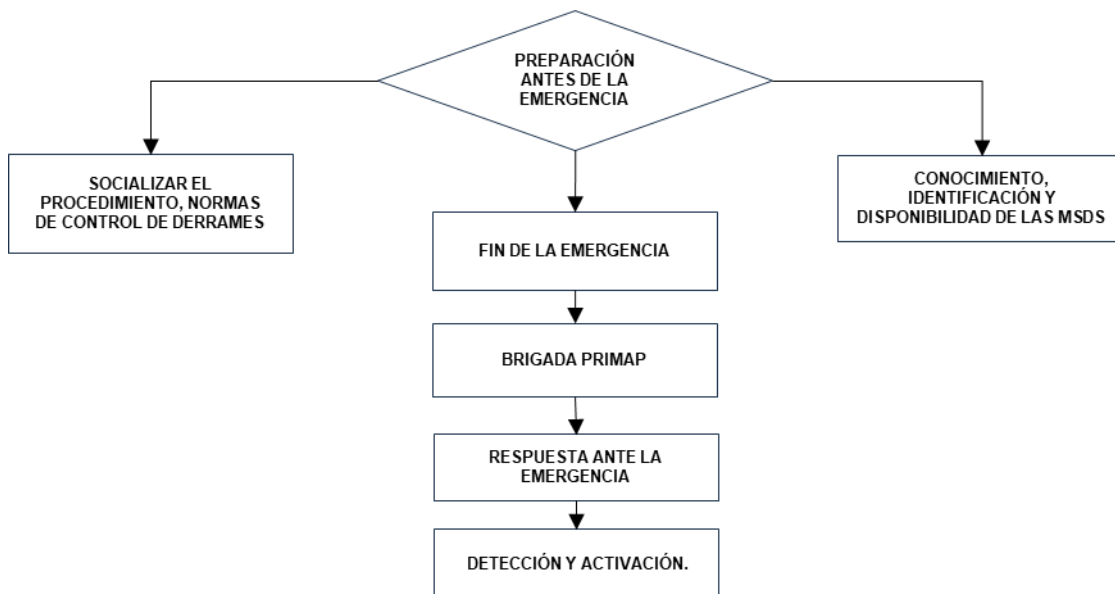 PREPARACIÓN
ANTES DE LA
EMERGENCIA
SOCIALIZAR EL
PROCEDIMIENTO, NORMAS
DE CONTROL DE DERRAMES
CONOCIMIENTO,
IDENTIFICACIÓN Y
DISPONIBILIDAD DE LAS MSDS
FIN DE LA EMERGENCIA
BRIGADA PRIMAP
RESPUESTA ANTE LA
EMERGENCIA
DETECCIÓN Y ACTIVACIÓN.